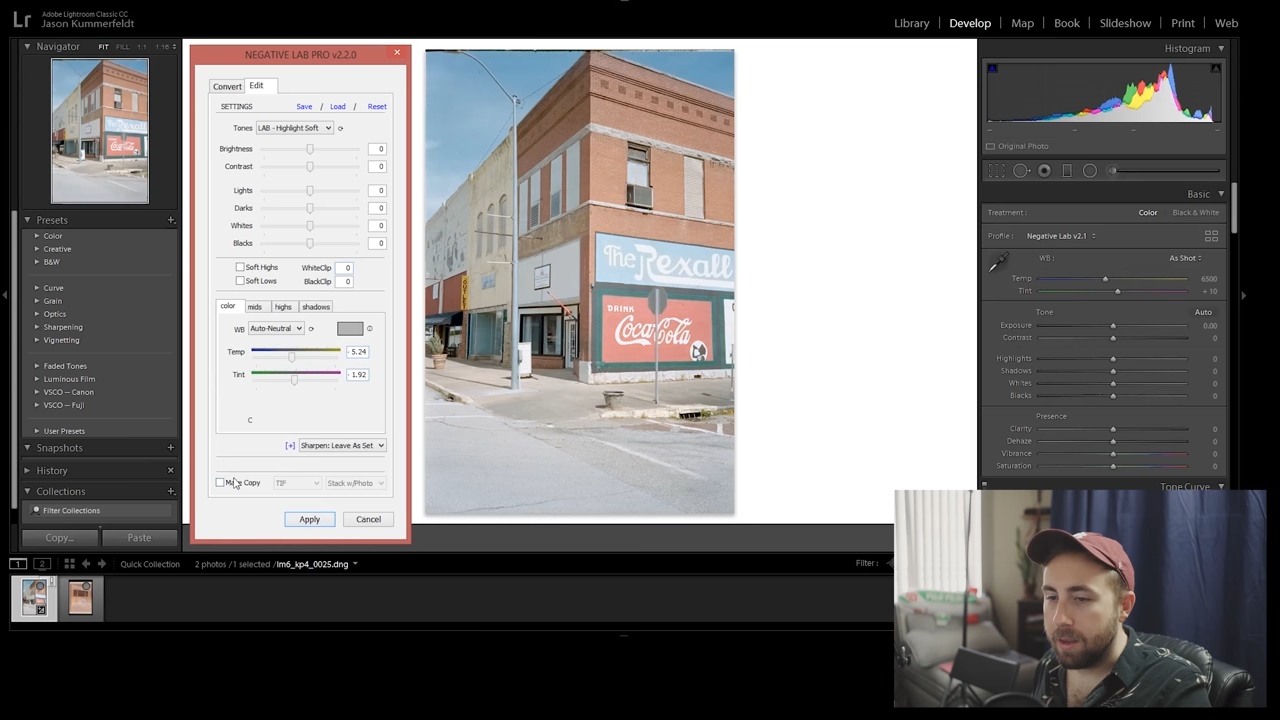 Lr
Adobe Lightroom Classic CC
Jason Kummerfeldt
Library | Develop | Map | Book | Slideshow | Print | Web
Navigator FIT FILL 1:1 1:16
Presets
Color
Creative
B&W
Curve
Grain
Optics
Sharpening
Vignetting
Faded Tones
Luminous Film
VSCO — Canon
VSCO — Fuji
User Presets
Snapshots
History
Collections
Filter Collections
Copy... Paste
NEGATIVE LAB PRO v2.2.0
Convert Edit
SETTINGS Save / Load / Reset
Tones LAB - Highlight Soft
Brightness 0
Contrast 0
Lights 0
Darks 0
Whites 0
Blacks 0
Soft Highs WhiteClip 0
Soft Lows BlackClip 0
color mids highs shadows
WB Auto-Neutral
Temp - 5.24
Tint - 1.92
C
[+] Sharpen: Leave As Set
Copy TIF Stack w/Photo
Apply Cancel
The Rexall
DRINK
Coca-Cola
Histogram
Original Photo
Basic
Treatment : Color | Black & White
Profile : Negative Lab v2.1
WB : As Shot
Temp 6500
Tint + 10
Tone Auto
Exposure 0.00
Contrast 0
Highlights 0
Shadows 0
Whites 0
Blacks 0
Presence
Clarity 0
Dehaze 0
Vibrance 0
Saturation 0
Tone Curve
1 2 Quick Collection 2 photos / 1 selected / lm6_kp4_0025.dng Filter :